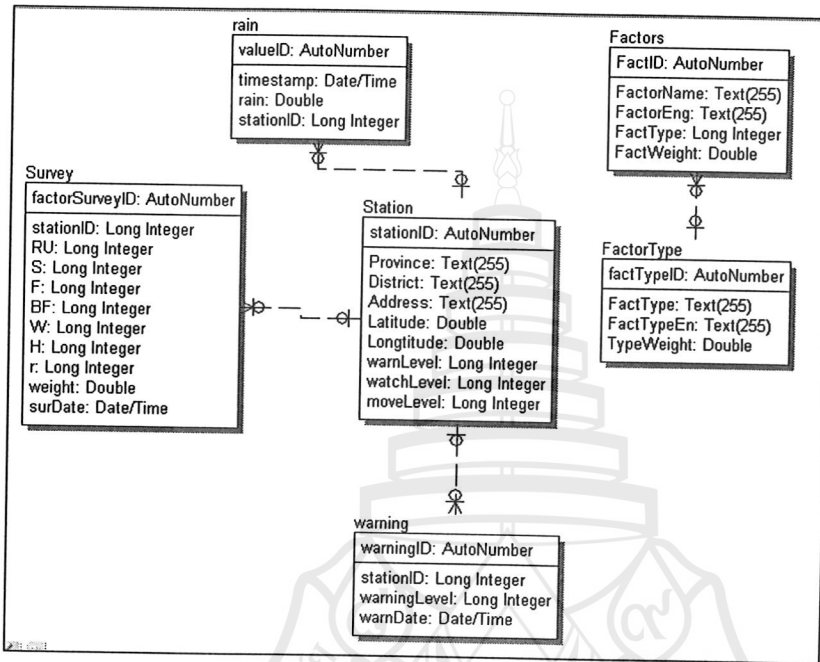 rain
valueID: AutoNumber
timestamp: Date/Time
rain: Double
stationID: Long Integer
Factors
FactID: AutoNumber
FactorName: Text(255)
FactorEng: Text(255)
FactType: Long Integer
FactWeight: Double
Survey
factorSurveyID: AutoNumber
stationID: Long Integer
RU: Long Integer
S: Long Integer
F: Long Integer
BF: Long Integer
W: Long Integer
H: Long Integer
r: Long Integer
weight: Double
surDate: Date/Time
Station
stationID: AutoNumber
Province: Text(255)
District: Text(255)
Address: Text(255)
Latitude: Double
Longtitude: Double
warnLevel: Long Integer
watchLevel: Long Integer
moveLevel: Long Integer
FactorType
factTypeID: AutoNumber
FactType: Text(255)
FactTypeEn: Text(255)
TypeWeight: Double
warning
warningID: AutoNumber
stationID: Long Integer
warningLevel: Long Integer
warnDate: Date/Time